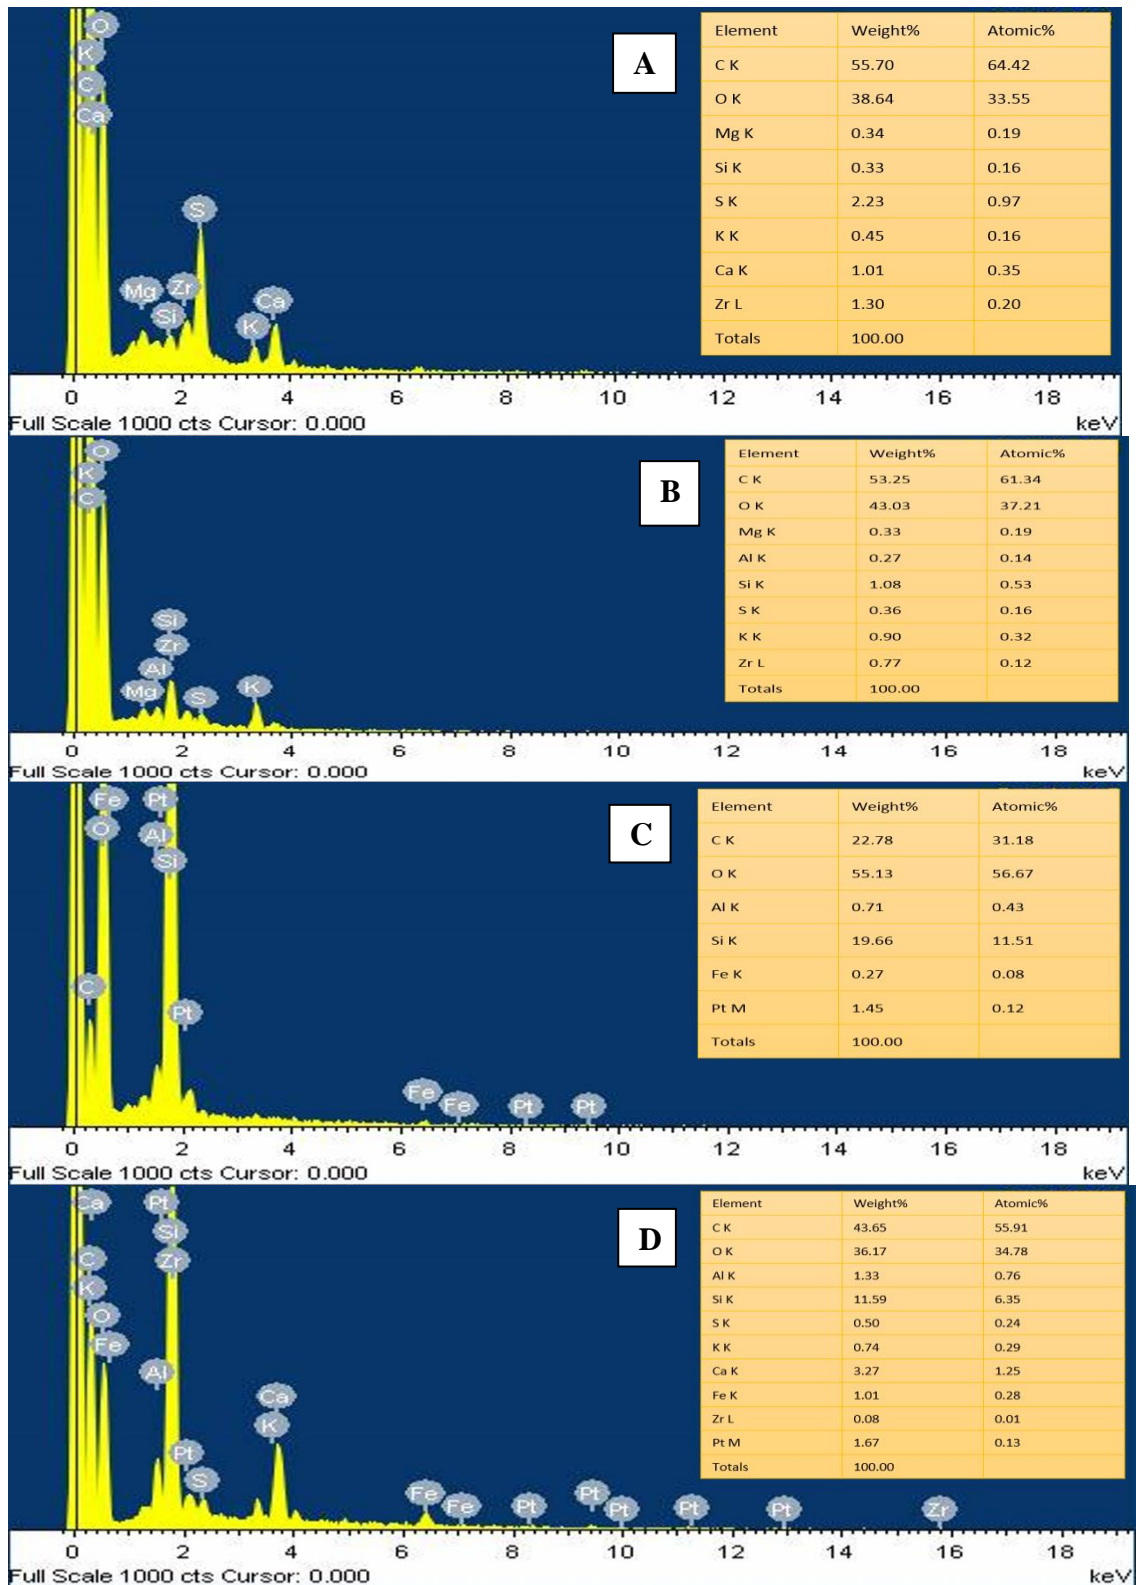 A
O
K
C
Ca
S
Mg
Zr
Si
K
Ca
Element Weight% Atomic%
C K 55.70 64.42
O K 38.64 33.55
Mg K 0.34 0.19
Si K 0.33 0.16
S K 2.23 0.97
K K 0.45 0.16
Ca K 1.01 0.35
Zr L 1.30 0.20
Totals 100.00
0 2 4 6 8 10 12 14 16 18
Full Scale 1000 cts Cursor: 0.000 keV
B
O
K
C
Si
Zr
Al
Mg
S
K
Element Weight% Atomic%
C K 53.25 61.34
O K 43.03 37.21
Mg K 0.33 0.19
Al K 0.27 0.14
Si K 1.08 0.53
S K 0.36 0.16
K K 0.90 0.32
Zr L 0.77 0.12
Totals 100.00
0 2 4 6 8 10 12 14 16 18
Full Scale 1000 cts Cursor: 0.000 keV
C
Fe
O
C
Pt
Al
Si
Pt
Fe
Fe
Pt
Pt
Element Weight% Atomic%
C K 22.78 31.18
O K 55.13 56.67
Al K 0.71 0.43
Si K 19.66 11.51
Fe K 0.27 0.08
Pt M 1.45 0.12
Totals 100.00
0 2 4 6 8 10 12 14 16 18
Full Scale 1000 cts Cursor: 0.000 keV
D
Ca
C
K
O
Fe
Pt
Si
Zr
Al
Pt
S
Ca
K
Fe
Fe
Pt
Pt
Pt
Pt
Pt
Zr
Element Weight% Atomic%
C K 43.65 55.91
O K 36.17 34.78
Al K 1.33 0.76
Si K 11.59 6.35
S K 0.50 0.24
K K 0.74 0.29
Ca K 3.27 1.25
Fe K 1.01 0.28
Zr L 0.08 0.01
Pt M 1.67 0.13
Totals 100.00
0 2 4 6 8 10 12 14 16 18
Full Scale 1000 cts Cursor: 0.000 keV